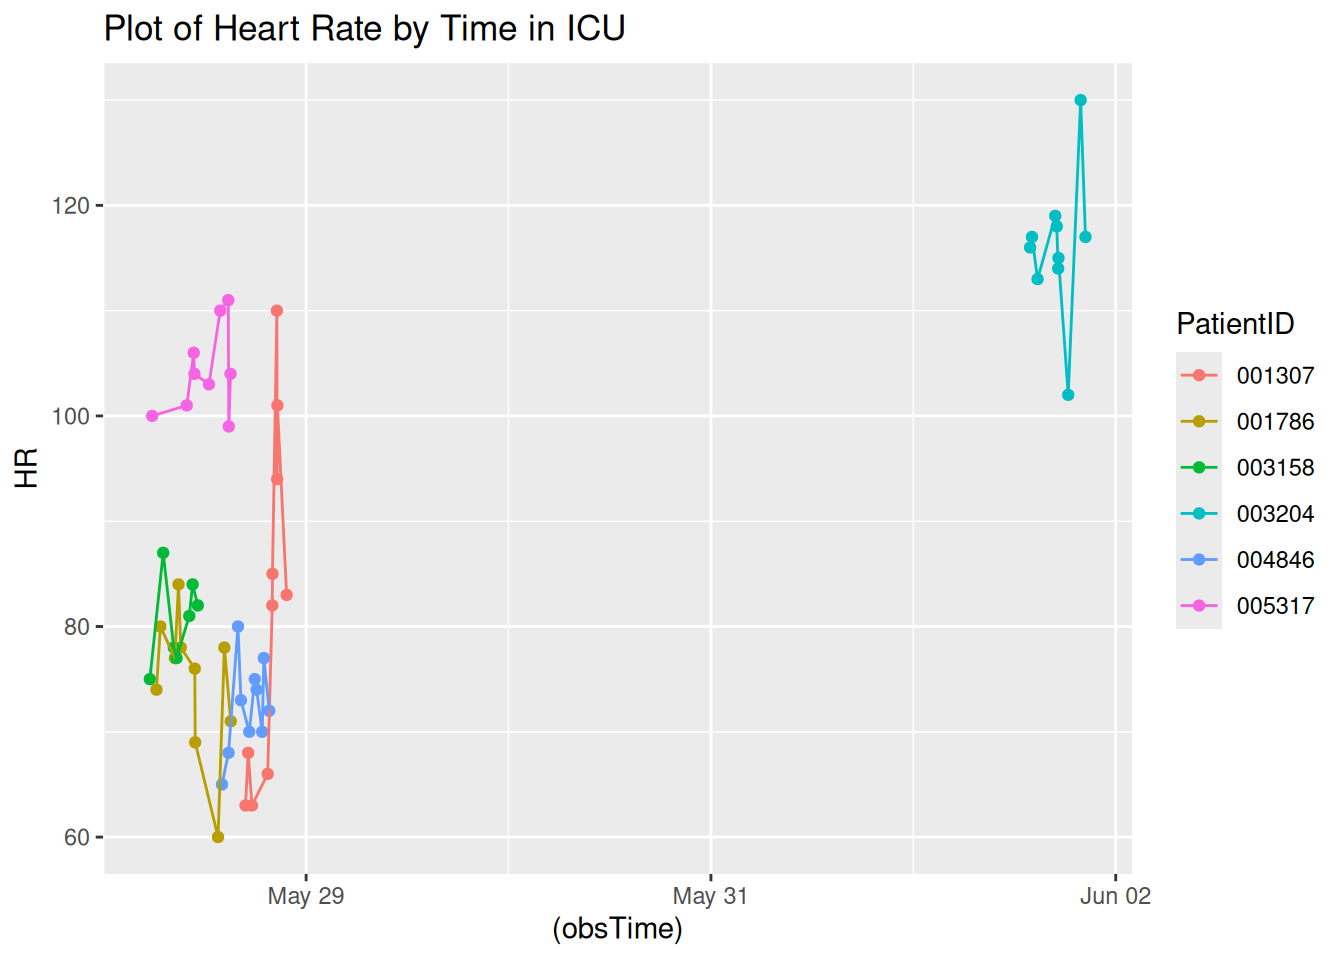 Plot of Heart Rate by Time in ICU
120
100
80
60
HR
May 29
May 31
Jun 02
(obsTime)
PatientID
001307
001786
003158
003204
004846
005317